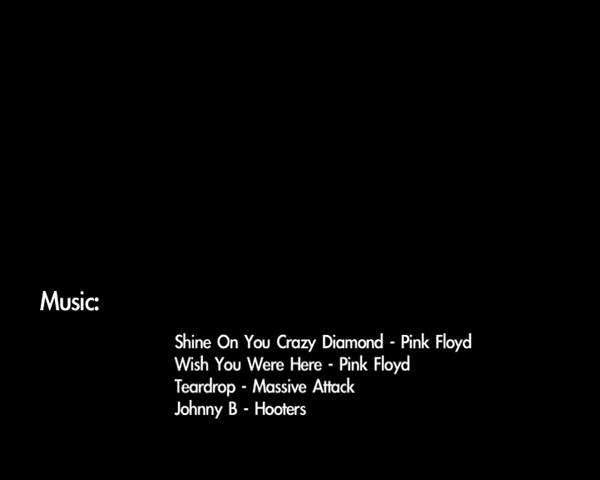 Music:
Shine On You Crazy Diamond - Pink Floyd
Wish You Were Here - Pink Floyd
Teardrop - Massive Attack
Johnny B - Hooters